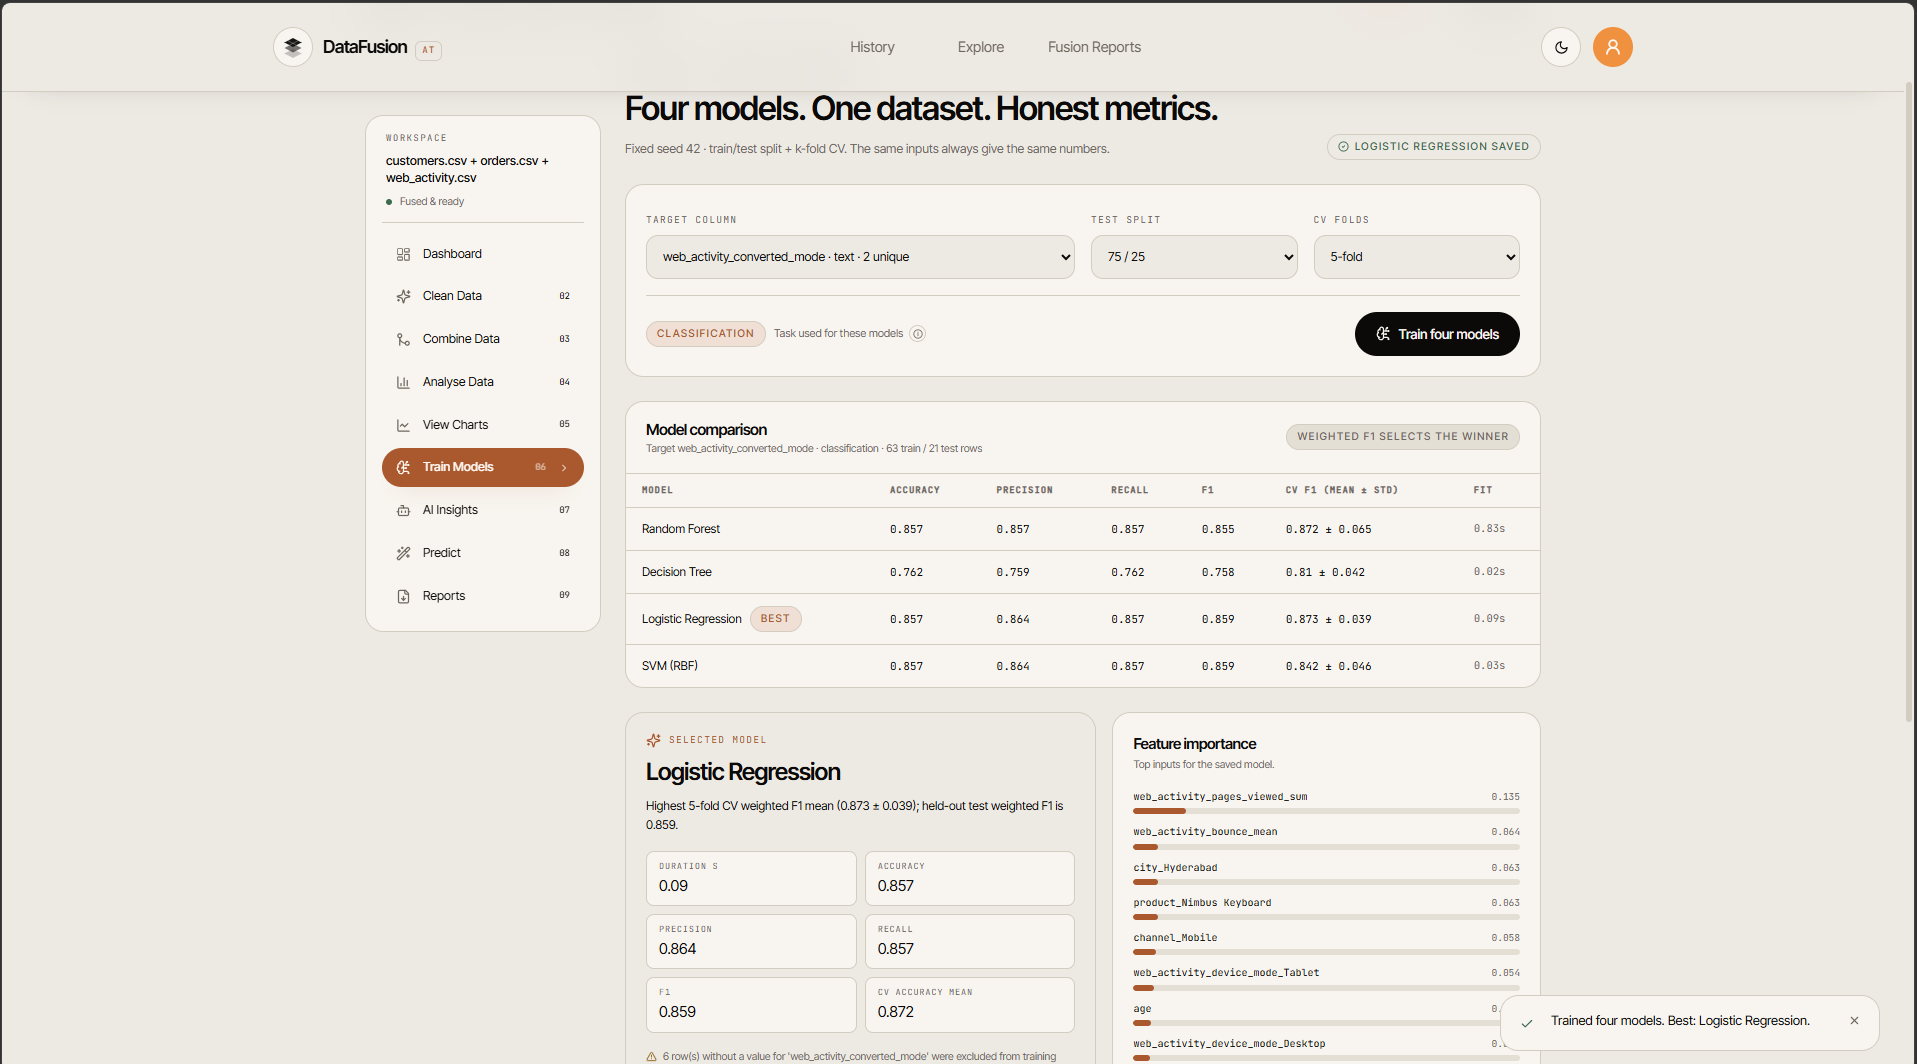 DataFusion AT
History
Explore
Fusion Reports
WORKSPACE
customers.csv + orders.csv +
web_activity.csv
Fused & ready
Dashboard
Clean Data 02
Combine Data 03
Analyse Data 04
View Charts 05
Train Models 06
AI Insights 07
Predict 08
Reports 09
Four models. One dataset. Honest metrics.
Fixed seed 42 · train/test split + k-fold CV. The same inputs always give the same numbers.
LOGISTIC REGRESSION SAVED
TARGET COLUMN TEST SPLIT CV FOLDS
web_activity_converted_mode · text · 2 unique 75 / 25 5-fold
CLASSIFICATION Task used for these models
Train four models
Model comparison
Target web_activity_converted_mode · classification · 63 train / 21 test rows
WEIGHTED F1 SELECTS THE WINNER
MODEL ACCURACY PRECISION RECALL F1 CV F1 (MEAN ± STD) FIT
Random Forest 0.857 0.857 0.857 0.855 0.872 ± 0.065 0.83s
Decision Tree 0.762 0.759 0.762 0.758 0.81 ± 0.042 0.02s
Logistic Regression BEST 0.857 0.864 0.857 0.859 0.873 ± 0.039 0.09s
SVM (RBF) 0.857 0.864 0.857 0.859 0.842 ± 0.046 0.03s
SELECTED MODEL
Logistic Regression
Highest 5-fold CV weighted F1 mean (0.873 ± 0.039); held-out test weighted F1 is
0.859.
DURATION S
0.09
ACCURACY
0.857
PRECISION
0.864
RECALL
0.857
F1
0.859
CV ACCURACY MEAN
0.872
6 row(s) without a value for 'web_activity_converted_mode' were excluded from training
Feature importance
Top inputs for the saved model.
web_activity_pages_viewed_sum 0.135
web_activity_bounce_mean 0.064
city_Hyderabad 0.063
product_Nimbus Keyboard 0.063
channel_Mobile 0.058
web_activity_device_mode_Tablet 0.054
age
web_activity_device_mode_Desktop
Trained four models. Best: Logistic Regression.